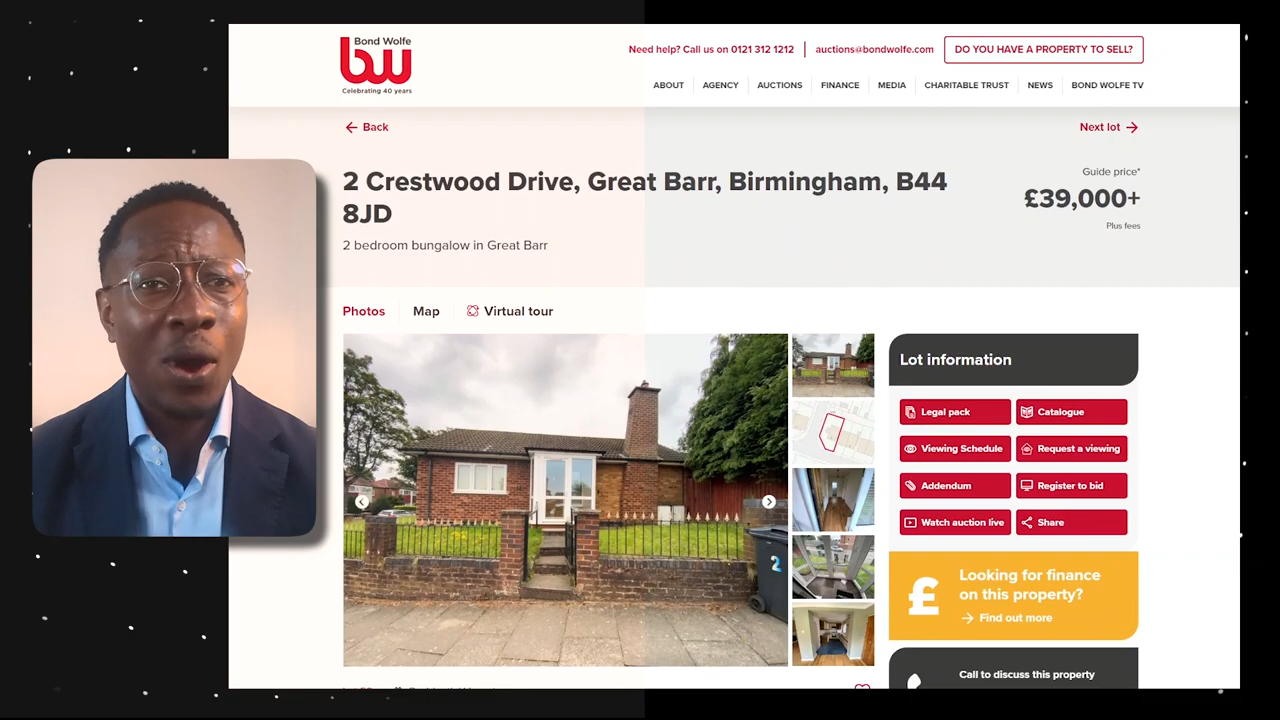 Bond Wolfe
bw
Celebrating 40 years
Need help? Call us on 0121 312 1212
auctions@bondwolfe.com
DO YOU HAVE A PROPERTY TO SELL?
ABOUT
AGENCY
AUCTIONS
FINANCE
MEDIA
CHARITABLE TRUST
NEWS
BOND WOLFE TV
Back
Next lot
2 Crestwood Drive, Great Barr, Birmingham, B44
8JD
2 bedroom bungalow in Great Barr
Guide price*
£39,000+
Plus fees
Photos
Map
Virtual tour
2
Lot information
Legal pack
Catalogue
Viewing Schedule
Request a viewing
Addendum
Register to bid
Watch auction live
Share
£
Looking for finance
on this property?
Find out more
Call to discuss this property